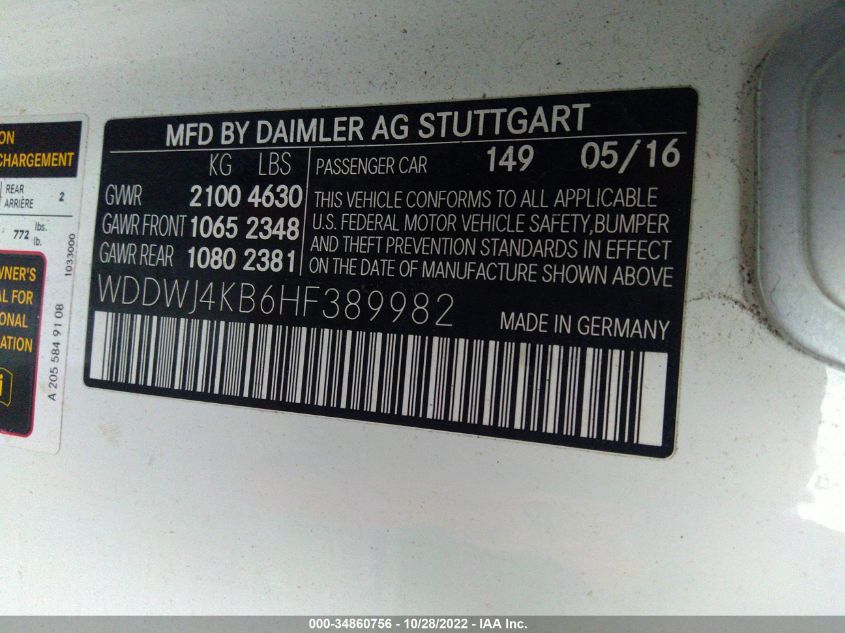 ON
CHARGEMENT
REAR
ARRIÈRE
2
772 lbs.
lb.
1033000
WNER'S
AL FOR
IONAL
ATION
A 205 584 91 08
MFD BY DAIMLER AG STUTTGART
KG LBS
GVWR 2100 4630
GAWR FRONT 1065 2348
GAWR REAR 1080 2381
PASSENGER CAR 149 05/16
THIS VEHICLE CONFORMS TO ALL APPLICABLE
U.S. FEDERAL MOTOR VEHICLE SAFETY,BUMPER
AND THEFT PREVENTION STANDARDS IN EFFECT
ON THE DATE OF MANUFACTURE SHOWN ABOVE
WDDWJ4KB6HF389982
MADE IN GERMANY
000-34860756 - 10/28/2022 - IAA Inc.